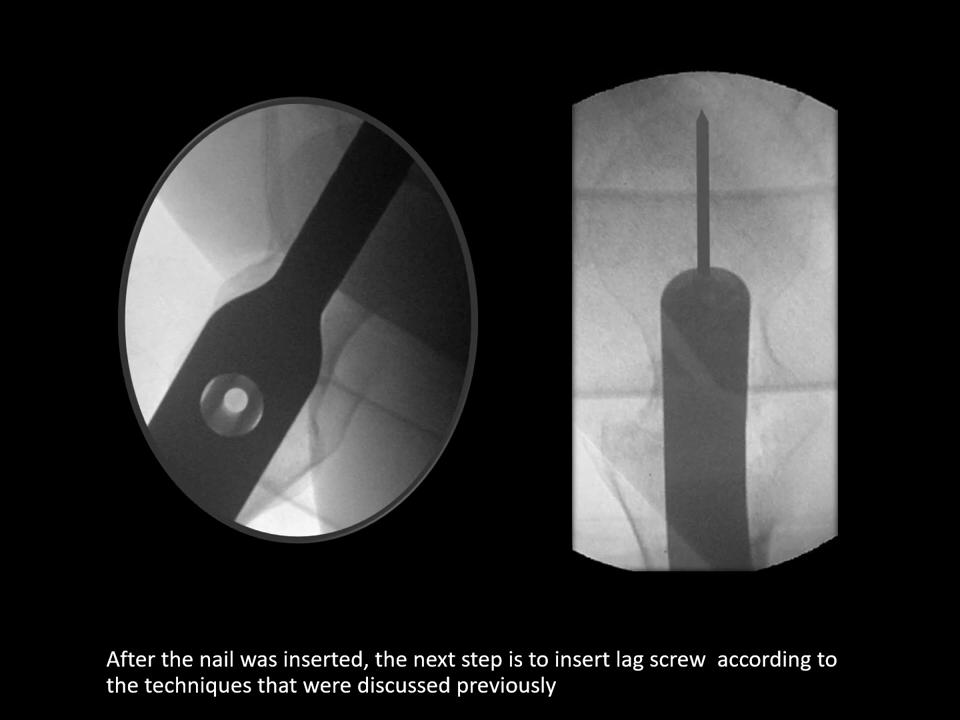 After the nail was inserted, the next step is to insert lag screw  according to
the techniques that were discussed previously